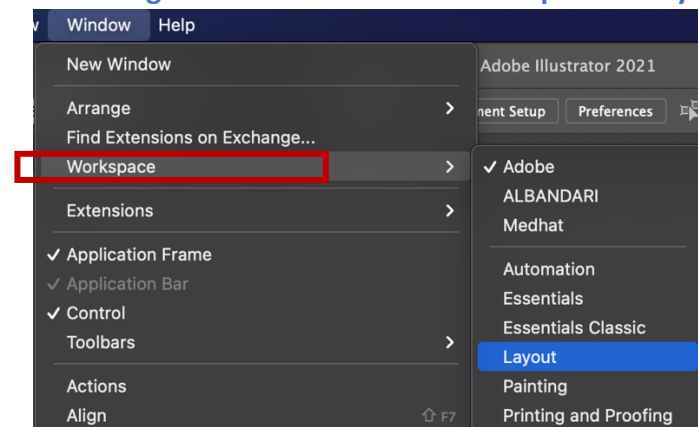 Window Help
New Window
Adobe Illustrator 2021
Arrange
Setup Preferences
Find Extensions on Exchange...
Workspace
✓ Adobe
ALBANDARI
Extensions
Medhat
✓ Application Frame
Automation
✓ Application Bar
Essentials
✓ Control
Essentials Classic
Toolbars
Layout
Actions
Painting
Align ⇧ F7
Printing and Proofing